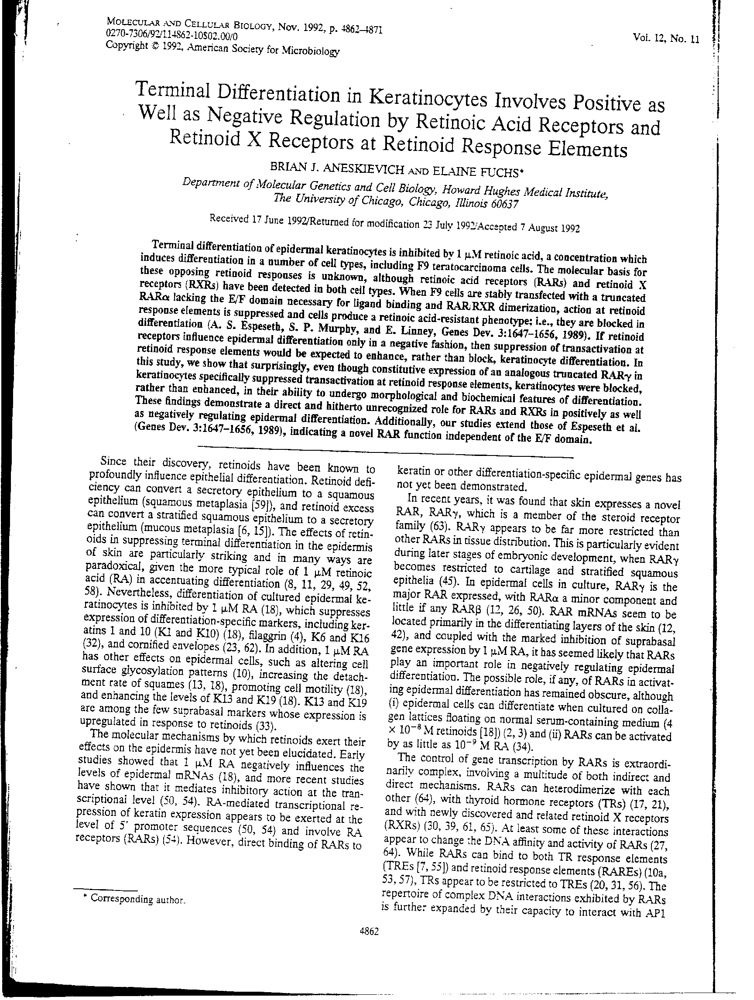 MOLECULAR AND CELLULAR BIOLOGY, Nov. 1992, p. 4862–4871
0270-7306/92/114862-10$02.00/0
Copyright © 1992, American Society for Microbiology
Vol. 12, No. 11
Terminal Differentiation in Keratinocytes Involves Positive as
Well as Negative Regulation by Retinoic Acid Receptors and
Retinoid X Receptors at Retinoid Response Elements
BRIAN J. ANESKIEVICH AND ELAINE FUCHS*
Department of Molecular Genetics and Cell Biology, Howard Hughes Medical Institute,
The University of Chicago, Chicago, Illinois 60637
Received 17 June 1992/Returned for modification 23 July 1992/Accepted 7 August 1992
Terminal differentiation of epidermal keratinocytes is inhibited by 1 μM retinoic acid, a concentration which
induces differentiation in a number of cell types, including F9 teratocarcinoma cells. The molecular basis for
these opposing retinoid responses is unknown, although retinoic acid receptors (RARs) and retinoid X
receptors (RXRs) have been detected in both cell types. When F9 cells are stably transfected with a truncated
RARα lacking the E/F domain necessary for ligand binding and RAR/RXR dimerization, action at retinoid
response elements is suppressed and cells produce a retinoic acid-resistant phenotype; i.e., they are blocked in
differentiation (A. S. Espeseth, S. P. Murphy, and E. Linney, Genes Dev. 3:1647–1656, 1989). If retinoid
receptors influence epidermal differentiation only in a negative fashion, then suppression of transactivation at
retinoid response elements would be expected to enhance, rather than block, keratinocyte differentiation. In
this study, we show that surprisingly, even though constitutive expression of an analogous truncated RARγ in
keratinocytes specifically suppressed transactivation at retinoid response elements, keratinocytes were blocked,
rather than enhanced, in their ability to undergo morphological and biochemical features of differentiation.
These findings demonstrate a direct and hitherto unrecognized role for RARs and RXRs in positively as well
as negatively regulating epidermal differentiation. Additionally, our studies extend those of Espeseth et al.
(Genes Dev. 3:1647–1656, 1989), indicating a novel RAR function independent of the E/F domain.
Since their discovery, retinoids have been known to
profoundly influence epithelial differentiation. Retinoid defi-
ciency can convert a secretory epithelium to a squamous
epithelium (squamous metaplasia [59]), and retinoid excess
can convert a stratified squamous epithelium to a secretory
epithelium (mucous metaplasia [6, 15]). The effects of retin-
oids in suppressing terminal differentiation in the epidermis
of skin are particularly striking and in many ways are
paradoxical, given the more typical role of 1 μM retinoic
acid (RA) in accentuating differentiation (8, 11, 29, 49, 52,
58). Nevertheless, differentiation of cultured epidermal ke-
ratinocytes is inhibited by 1 μM RA (18), which suppresses
expression of differentiation-specific markers, including ker-
atins 1 and 10 (K1 and K10) (18), filaggrin (4), K6 and K16
(32), and cornified envelopes (23, 62). In addition, 1 μM RA
has other effects on epidermal cells, such as altering cell
surface glycosylation patterns (10), increasing the detach-
ment rate of squames (13, 18), promoting cell motility (18),
and enhancing the levels of K13 and K19 (18). K13 and K19
are among the few suprabasal markers whose expression is
upregulated in response to retinoids (33).
The molecular mechanisms by which retinoids exert their
effects on the epidermis have not yet been elucidated. Early
studies showed that 1 μM RA negatively influences the
levels of epidermal mRNAs (18), and more recent studies
have shown that it mediates inhibitory action at the tran-
scriptional level (50, 54). RA-mediated transcriptional re-
pression of keratin expression appears to be exerted at the
level of 5' promoter sequences (50, 54) and involve RA
receptors (RARs) (54). However, direct binding of RARs to
* Corresponding author.
keratin or other differentiation-specific epidermal genes has
not yet been demonstrated.
In recent years, it was found that skin expresses a novel
RAR, RARγ, which is a member of the steroid receptor
family (63). RARγ appears to be far more restricted than
other RARs in tissue distribution. This is particularly evident
during later stages of embryonic development, when RARγ
becomes restricted to cartilage and stratified squamous
epithelia (45). In epidermal cells in culture, RARγ is the
major RAR expressed, with RARα a minor component and
little if any RARβ (12, 26, 50). RAR mRNAs seem to be
located primarily in the differentiating layers of the skin (12,
42), and coupled with the marked inhibition of suprabasal
gene expression by 1 μM RA, it has seemed likely that RARs
play an important role in negatively regulating epidermal
differentiation. The possible role, if any, of RARs in activat-
ing epidermal differentiation has remained obscure, although
(i) epidermal cells can differentiate when cultured on colla-
gen lattices floating on normal serum-containing medium (4
× 10⁻⁸ M retinoids [18]) (2, 3) and (ii) RARs can be activated
by as little as 10⁻⁹ M RA (34).
The control of gene transcription by RARs is extraordi-
narily complex, involving a multitude of both indirect and
direct mechanisms. RARs can heterodimerize with each
other (64), with thyroid hormone receptors (TRs) (17, 21),
and with newly discovered and related retinoid X receptors
(RXRs) (30, 39, 61, 65). At least some of these interactions
appear to change the DNA affinity and activity of RARs (27,
64). While RARs can bind to both TR response elements
(TREs [7, 55]) and retinoid response elements (RAREs) (10a,
53, 57), TRs appear to be restricted to TREs (20, 31, 56). The
repertoire of complex DNA interactions exhibited by RARs
is further expanded by their capacity to interact with AP1
4862